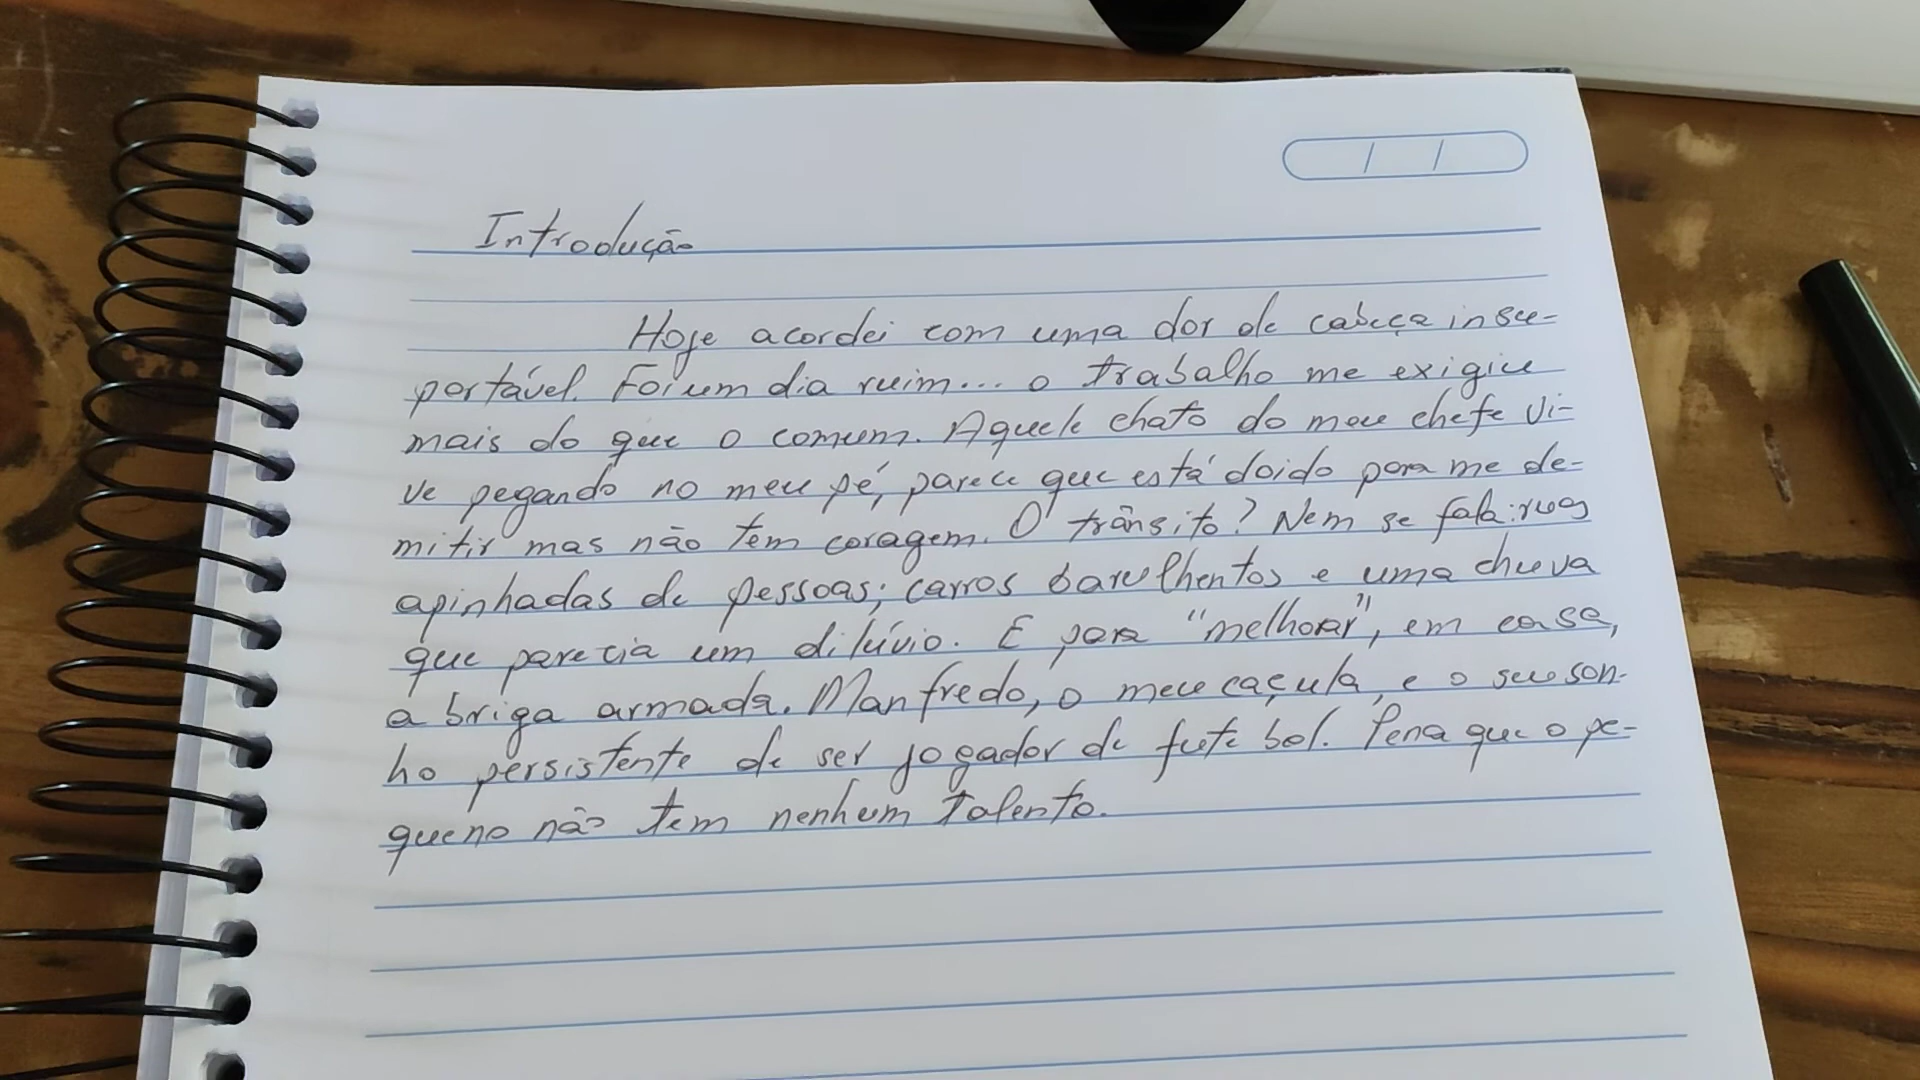 Introdução
Hoje acordei com uma dor de cabeça insu-
portável. Foi um dia ruim... o trabalho me exigiu
mais do que o comum. Aquele chato do meu chefe vi-
ve pegando no meu pé, parece que está doido para me de-
mitir mas não tem coragem. O trânsito? Nem se fala: ruas
apinhadas de pessoas; carros barulhentos e uma chuva
que parecia um dilúvio. E para "melhorar", em casa,
a briga armada. Manfredo, o meu caçula, e o seu son-
ho persistente de ser jogador de futebol. Pena que o pe-
queno não tem nenhum talento.